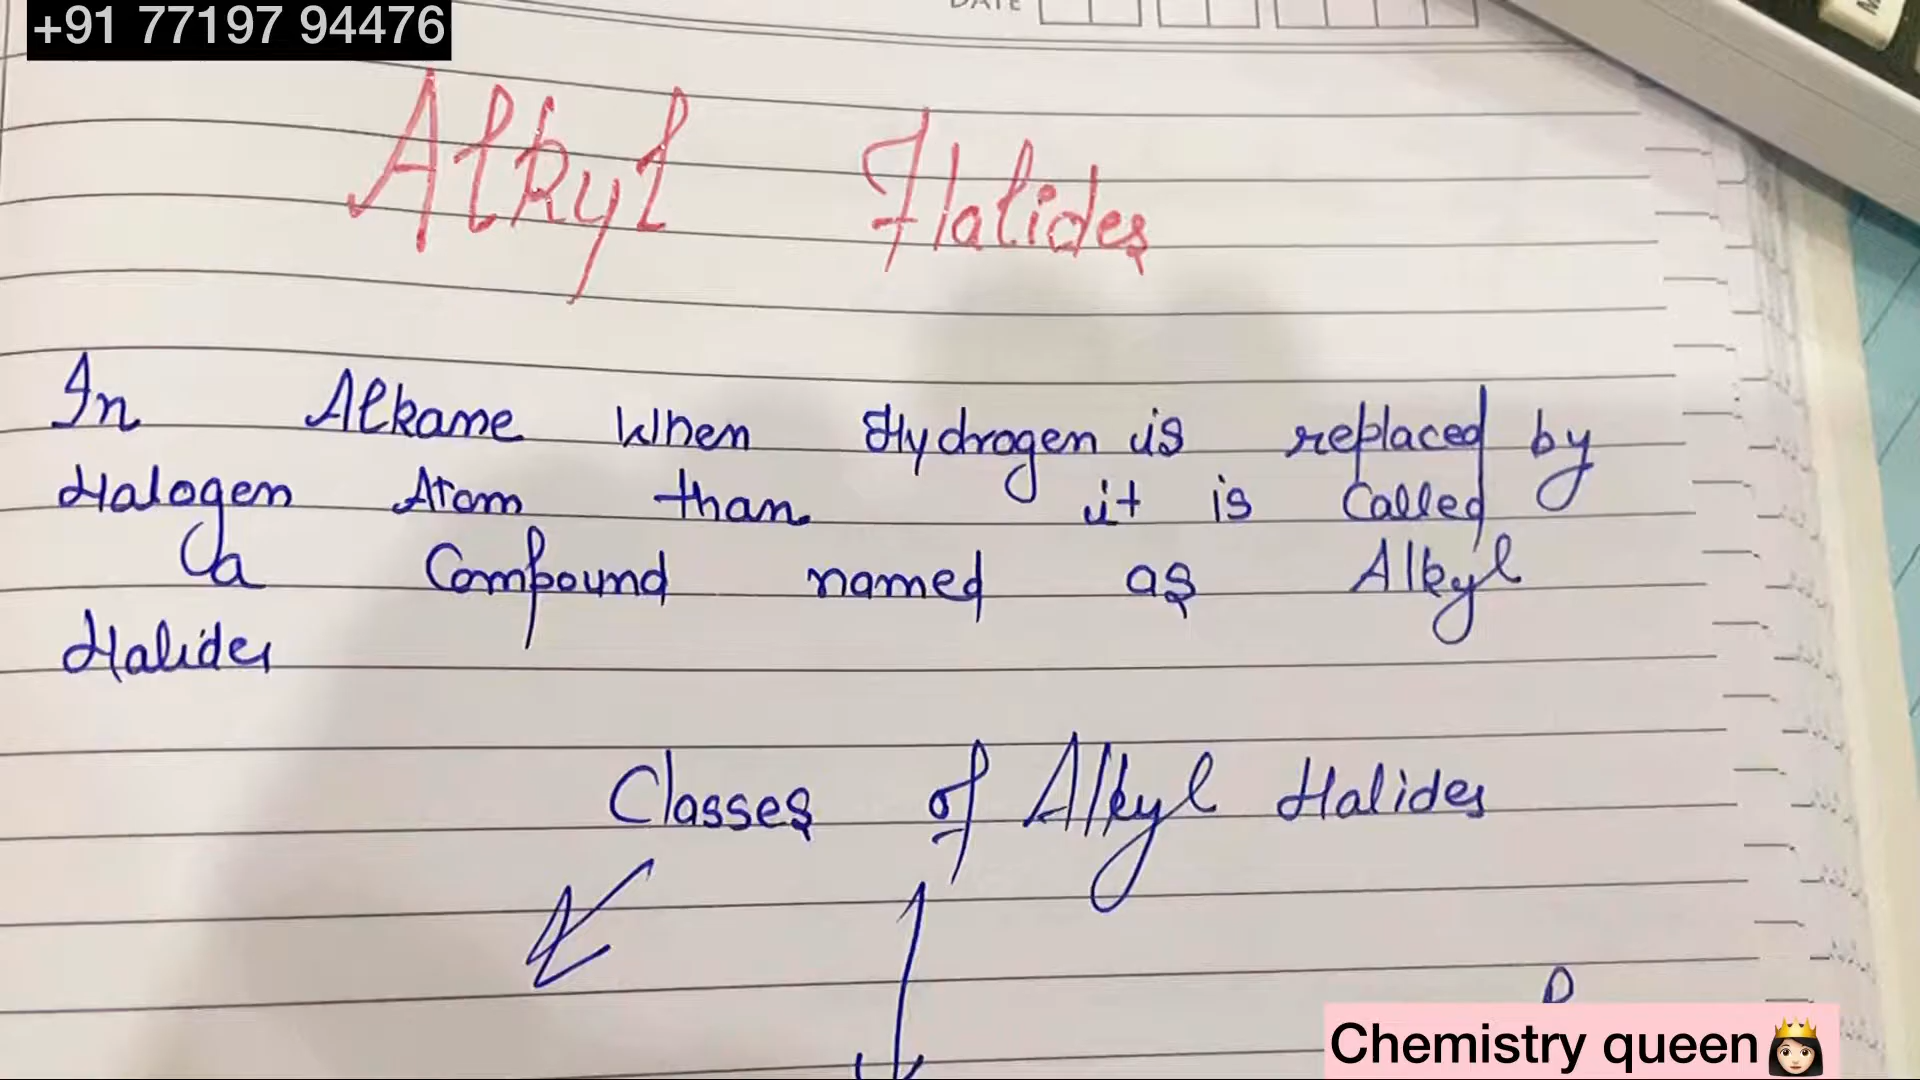 +91 77197 94476
DATE
Alkyl Halides
In Alkane when Hydrogen is replaced by
Halogen Atom than it is Called
a Compound named as Alkyl
Halides
Classes of Alkyl Halides
Chemistry queen👸🏻